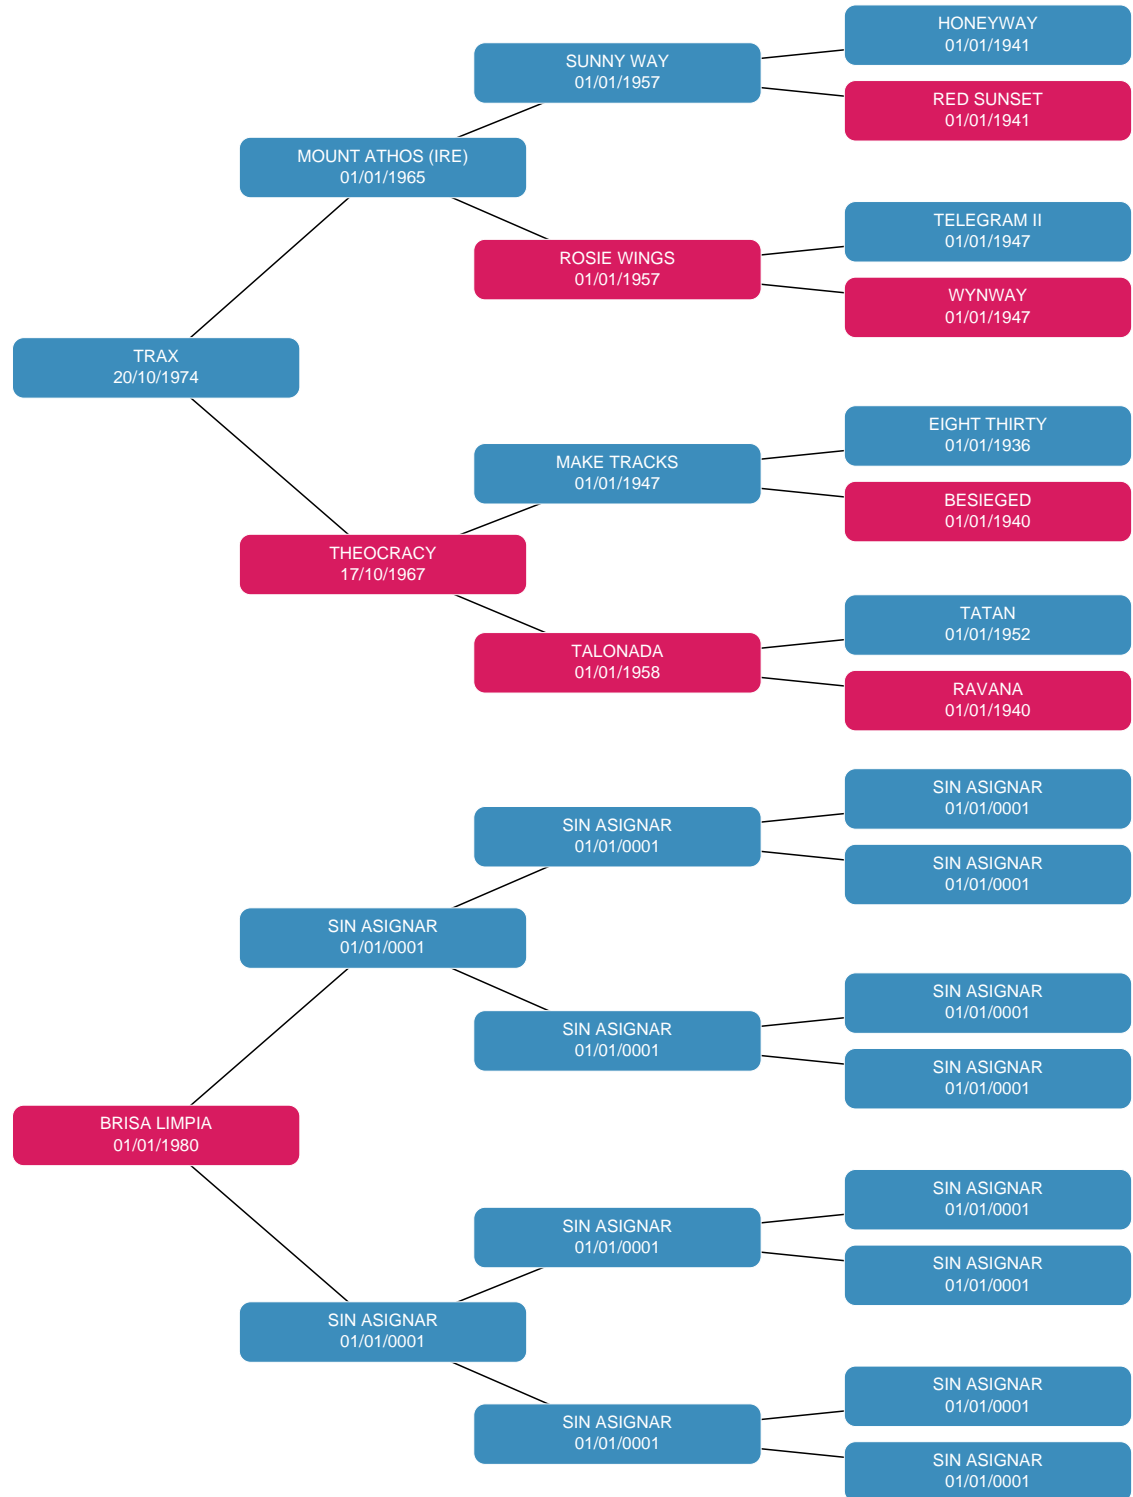 HONEYWAY
01/01/1941
SUNNY WAY
01/01/1957
RED SUNSET
01/01/1941
MOUNT ATHOS (IRE)
01/01/1965
TELEGRAM II
01/01/1947
ROSIE WINGS
01/01/1957
WYNWAY
01/01/1947
TRAX
20/10/1974
EIGHT THIRTY
01/01/1936
MAKE TRACKS
01/01/1947
BESIEGED
01/01/1940
THEOCRACY
17/10/1967
TATAN
01/01/1952
TALONADA
01/01/1958
RAVANA
01/01/1940
SIN ASIGNAR
01/01/0001
SIN ASIGNAR
01/01/0001
SIN ASIGNAR
01/01/0001
SIN ASIGNAR
01/01/0001
SIN ASIGNAR
01/01/0001
SIN ASIGNAR
01/01/0001
SIN ASIGNAR
01/01/0001
BRISA LIMPIA
01/01/1980
SIN ASIGNAR
01/01/0001
SIN ASIGNAR
01/01/0001
SIN ASIGNAR
01/01/0001
SIN ASIGNAR
01/01/0001
SIN ASIGNAR
01/01/0001
SIN ASIGNAR
01/01/0001
SIN ASIGNAR
01/01/0001